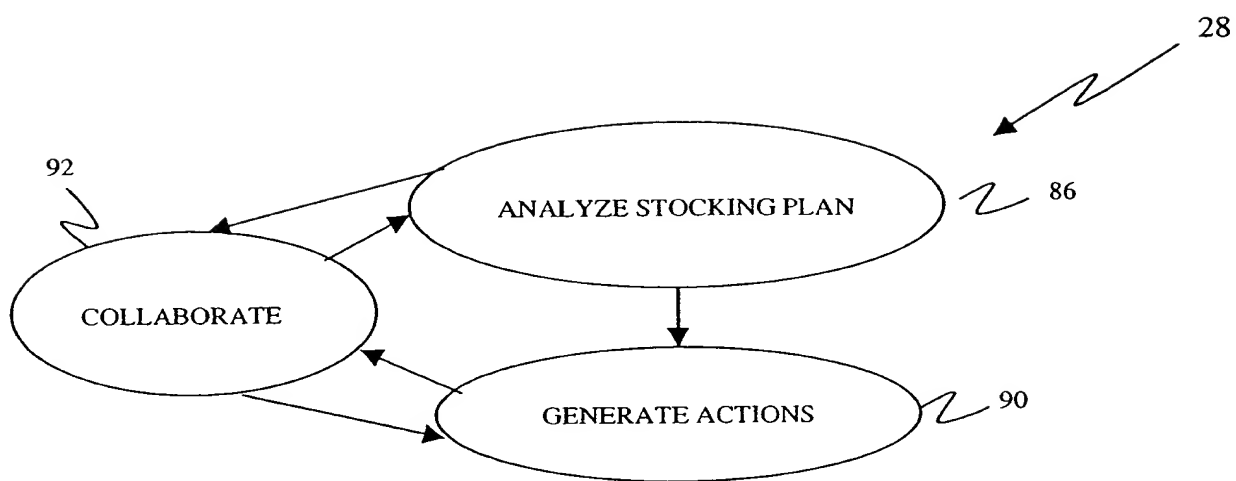 28
92
ANALYZE STOCKING PLAN
86
COLLABORATE
GENERATE ACTIONS
90